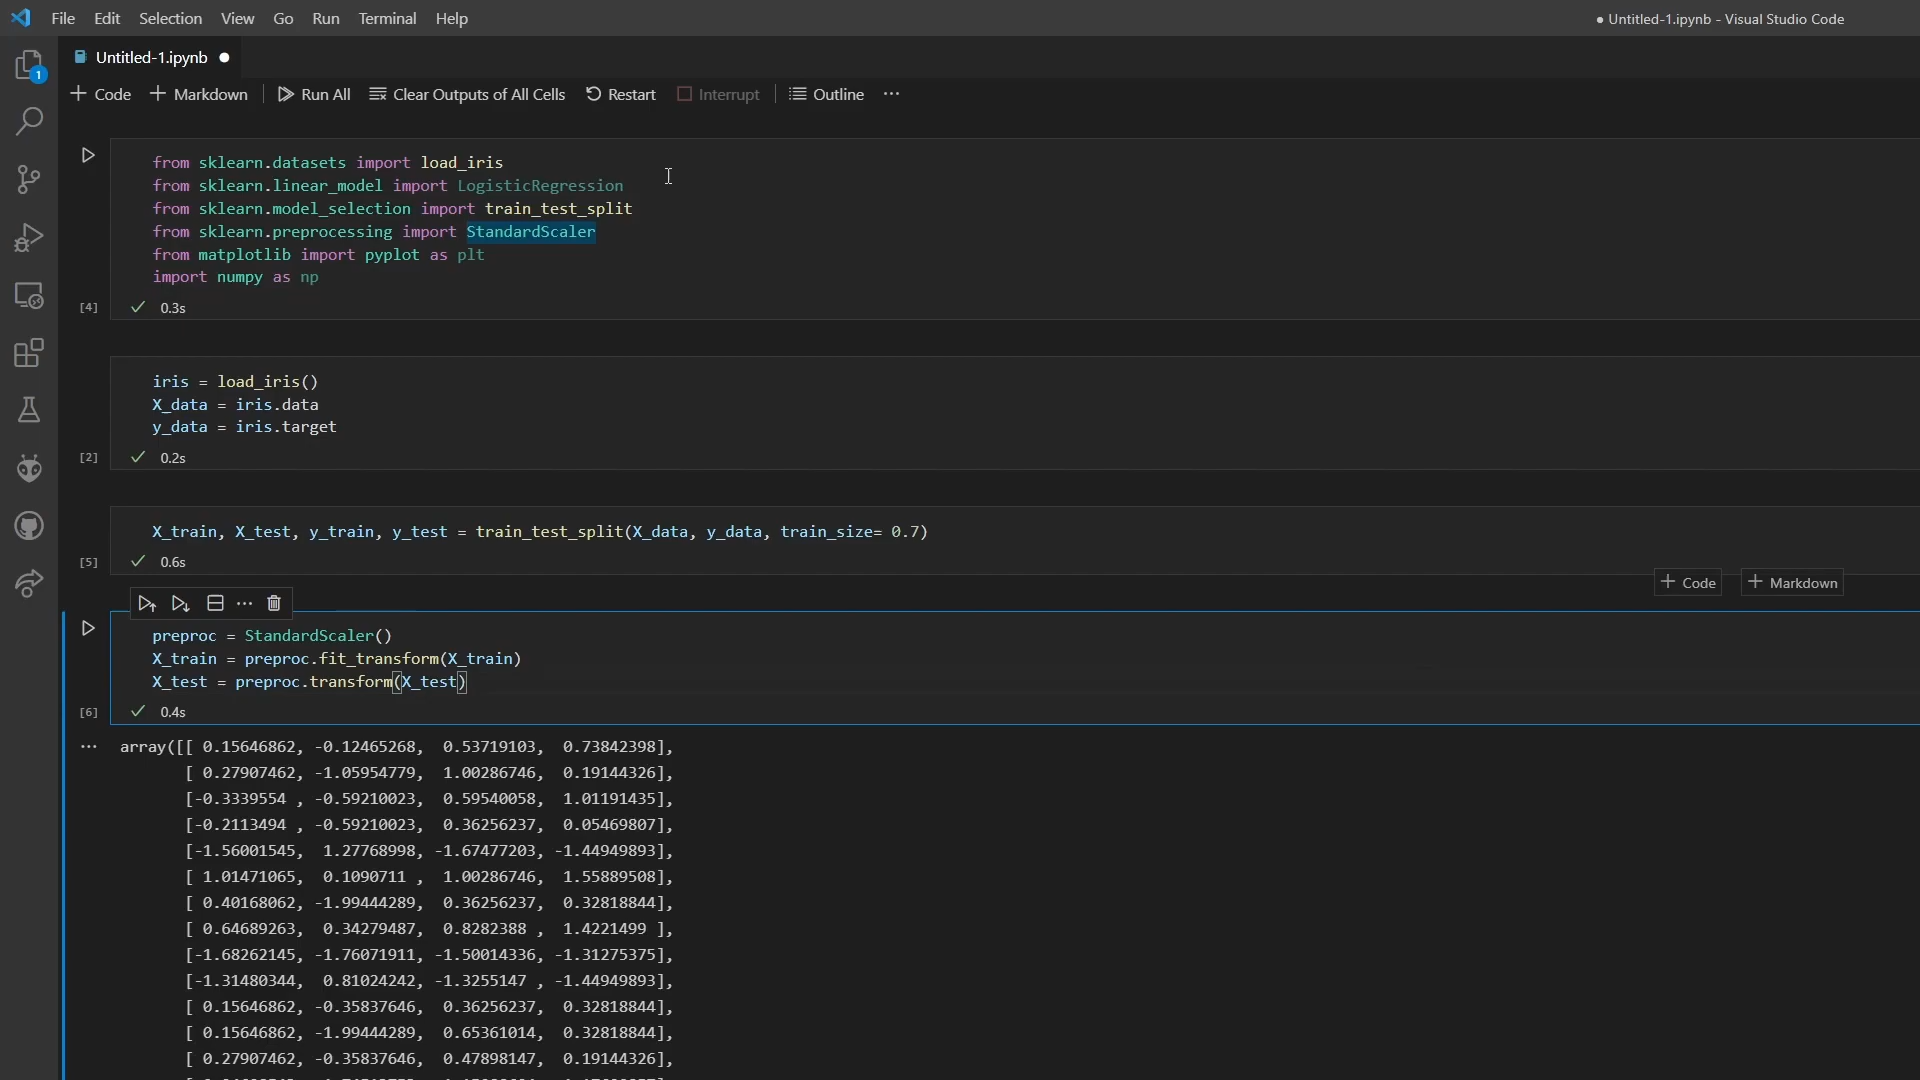 File Edit Selection View Go Run Terminal Help
● Untitled-1.ipynb - Visual Studio Code
1
Untitled-1.ipynb ●
+ Code + Markdown Run All Clear Outputs of All Cells Restart Interrupt Outline ...
from sklearn.datasets import load_iris
from sklearn.linear_model import LogisticRegression
from sklearn.model_selection import train_test_split
from sklearn.preprocessing import StandardScaler
from matplotlib import pyplot as plt
import numpy as np
[4] ✓ 0.3s
iris = load_iris()
X_data = iris.data
y_data = iris.target
[2] ✓ 0.2s
X_train, X_test, y_train, y_test = train_test_split(X_data, y_data, train_size= 0.7)
[5] ✓ 0.6s
+ Code + Markdown
preproc = StandardScaler()
X_train = preproc.fit_transform(X_train)
X_test = preproc.transform(X_test)
[6] ✓ 0.4s
... array([[ 0.15646862, -0.12465268,  0.53719103,  0.73842398],
[ 0.27907462, -1.05954779,  1.00286746,  0.19144326],
[-0.3339554 , -0.59210023,  0.59540058,  1.01191435],
[-0.2113494 , -0.59210023,  0.36256237,  0.05469807],
[-1.56001545,  1.27768998, -1.67477203, -1.44949893],
[ 1.01471065,  0.1090711 ,  1.00286746,  1.55889508],
[ 0.40168062, -1.99444289,  0.36256237,  0.32818844],
[ 0.64689263,  0.34279487,  0.8282388 ,  1.4221499 ],
[-1.68262145, -1.76071911, -1.50014336, -1.31275375],
[-1.31480344,  0.81024242, -1.3255147 , -1.44949893],
[ 0.15646862, -0.35837646,  0.36256237,  0.32818844],
[ 0.15646862, -1.99444289,  0.65361014,  0.32818844],
[ 0.27907462, -0.35837646,  0.47898147,  0.19144326],